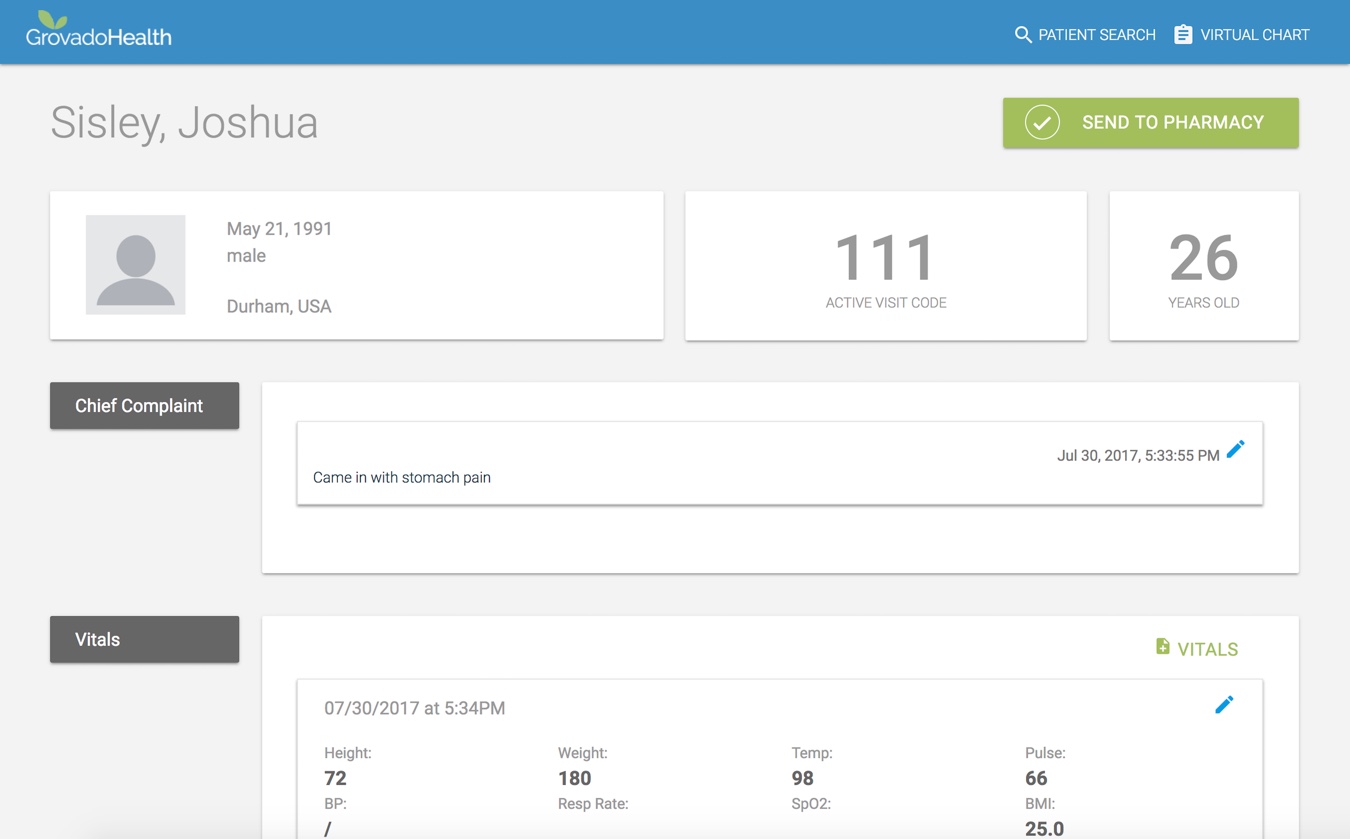 GrovadoHealth
PATIENT SEARCH
VIRTUAL CHART
Sisley, Joshua
SEND TO PHARMACY
May 21, 1991
male
Durham, USA
111
ACTIVE VISIT CODE
26
YEARS OLD
Chief Complaint
Jul 30, 2017, 5:33:55 PM
Came in with stomach pain
Vitals
VITALS
07/30/2017 at 5:34PM
Height: Weight: Temp: Pulse:
72 180 98 66
BP: Resp Rate: SpO2: BMI:
/ 25.0